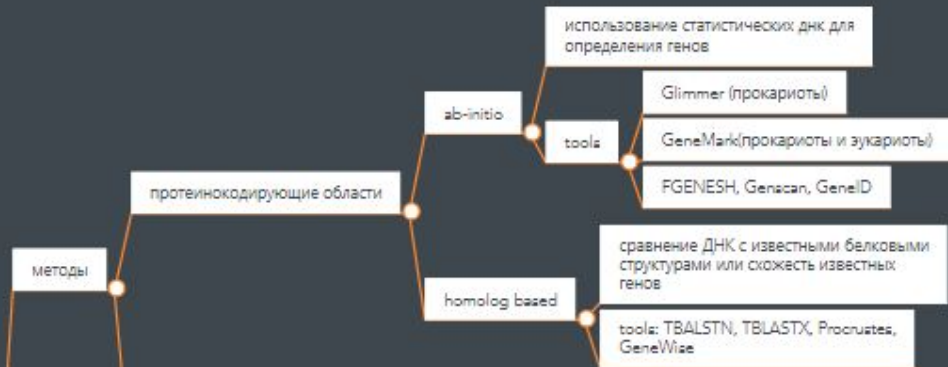 использование статистических днк для
определения генов
Glimmer (прокариоты)
ab-initio
tools
GeneMark(прокариоты и эукариоты)
протеинокодирующие области
FGENESH, Genscan, GeneID
сравнение ДНК с известными белковыми
структурами или схожесть известных
генов
методы
homolog based
tools: TBALSTN, TBLASTX, Procrustes,
GeneWise